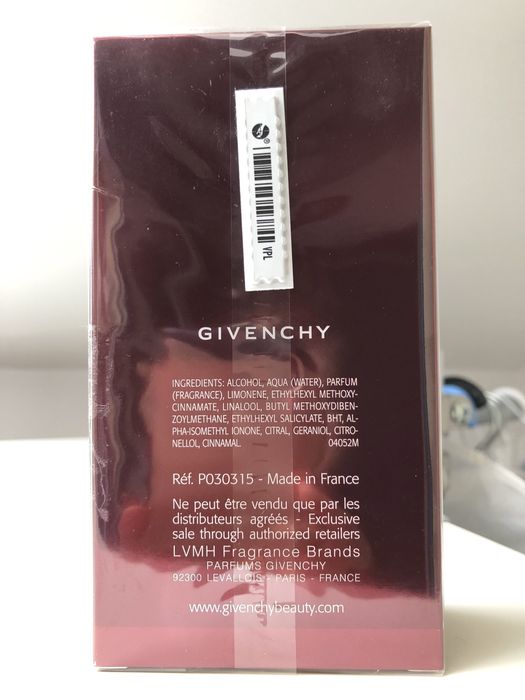 VPL
GIVENCHY
INGREDIENTS: ALCOHOL, AQUA (WATER), PARFUM
(FRAGRANCE), LIMONENE, ETHYLHEXYL METHOXY-
CINNAMATE, LINALOOL, BUTYL METHOXYDIBEN-
ZOYLMETHANE, ETHYLHEXYL SALICYLATE, BHT, AL-
PHA-ISOMETHYL IONONE, CITRAL, GERANIOL, CITRO-
NELLOL, CINNAMAL. 04052M
Réf. P030315 - Made in France
Ne peut être vendu que par les
distributeurs agréés - Exclusive
sale through authorized retailers
LVMH Fragrance Brands
PARFUMS GIVENCHY
92300 LEVALLOIS - PARIS - FRANCE
www.givenchybeauty.com